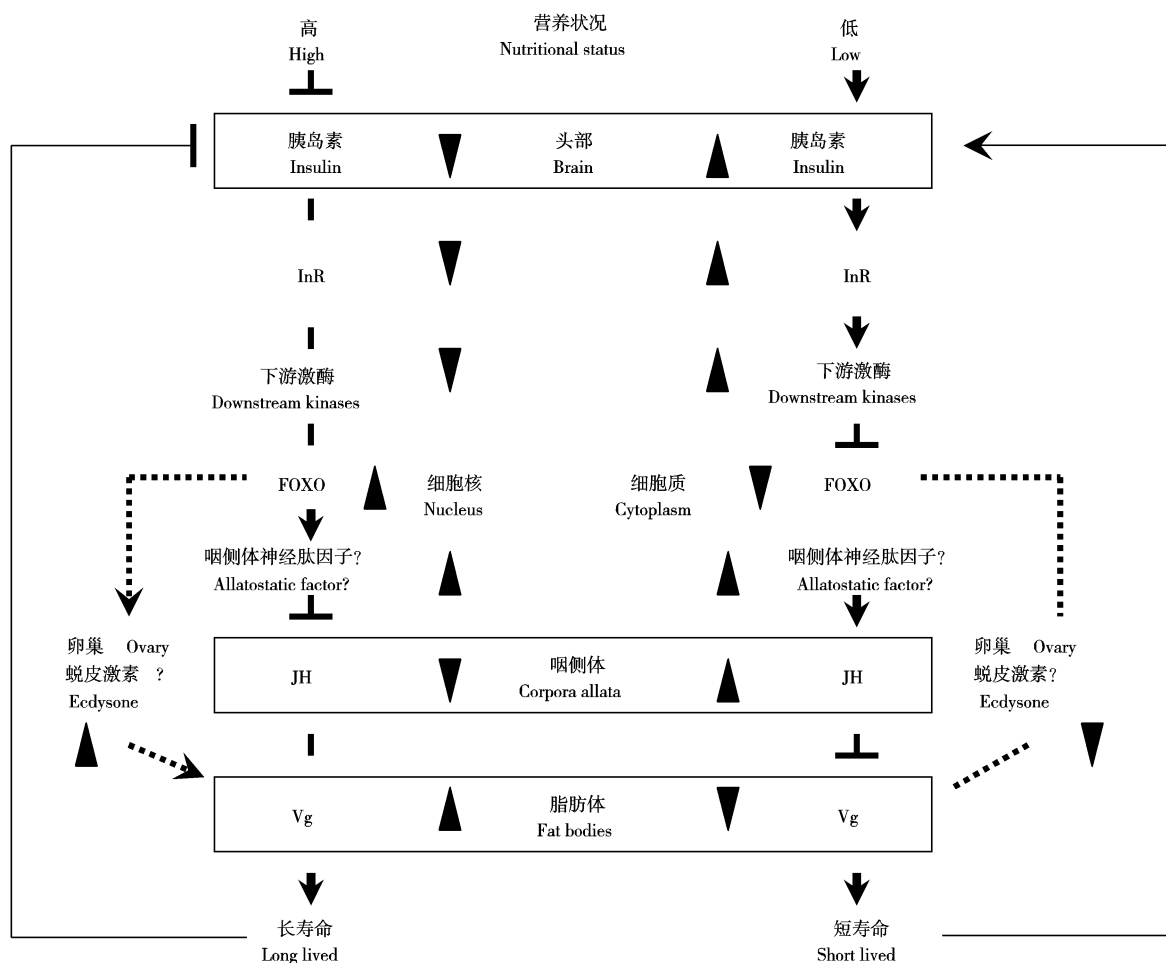 高
High
营养状况
Nutritional status
低
Low
胰岛素
Insulin
头部
Brain
胰岛素
Insulin
InR
InR
下游激酶
Downstream kinases
下游激酶
Downstream kinases
FOXO
细胞核
Nucleus
细胞质
Cytoplasm
FOXO
咽侧体神经肽因子?
Allatostatic factor?
咽侧体神经肽因子?
Allatostatic factor?
卵巢 Ovary
蜕皮激素 ?
Ecdysone
JH
咽侧体
Corpora allata
JH
卵巢 Ovary
蜕皮激素?
Ecdysone
Vg
脂肪体
Fat bodies
Vg
长寿命
Long lived
短寿命
Short lived